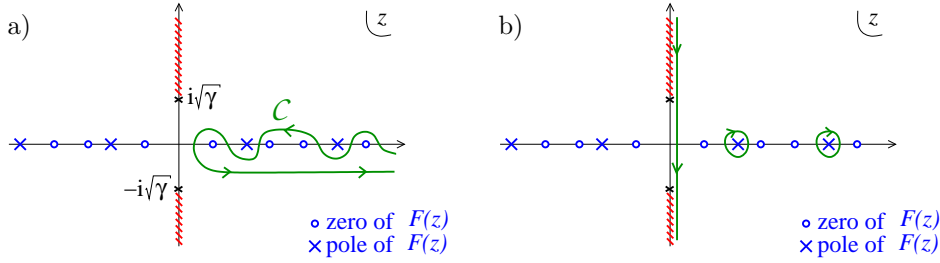 a)
z
i√γ
C
−i√γ
zero of F(z)
pole of F(z)
b)
z
zero of F(z)
pole of F(z)